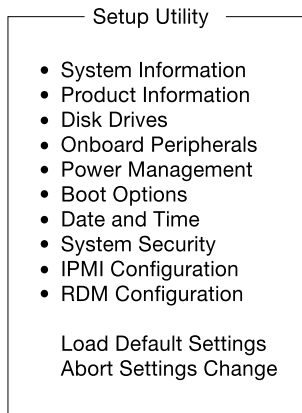 Setup Utility
• System Information
• Product Information
• Disk Drives
• Onboard Peripherals
• Power Management
• Boot Options
• Date and Time
• System Security
• IPMI Configuration
• RDM Configuration
Load Default Settings
Abort Settings Change